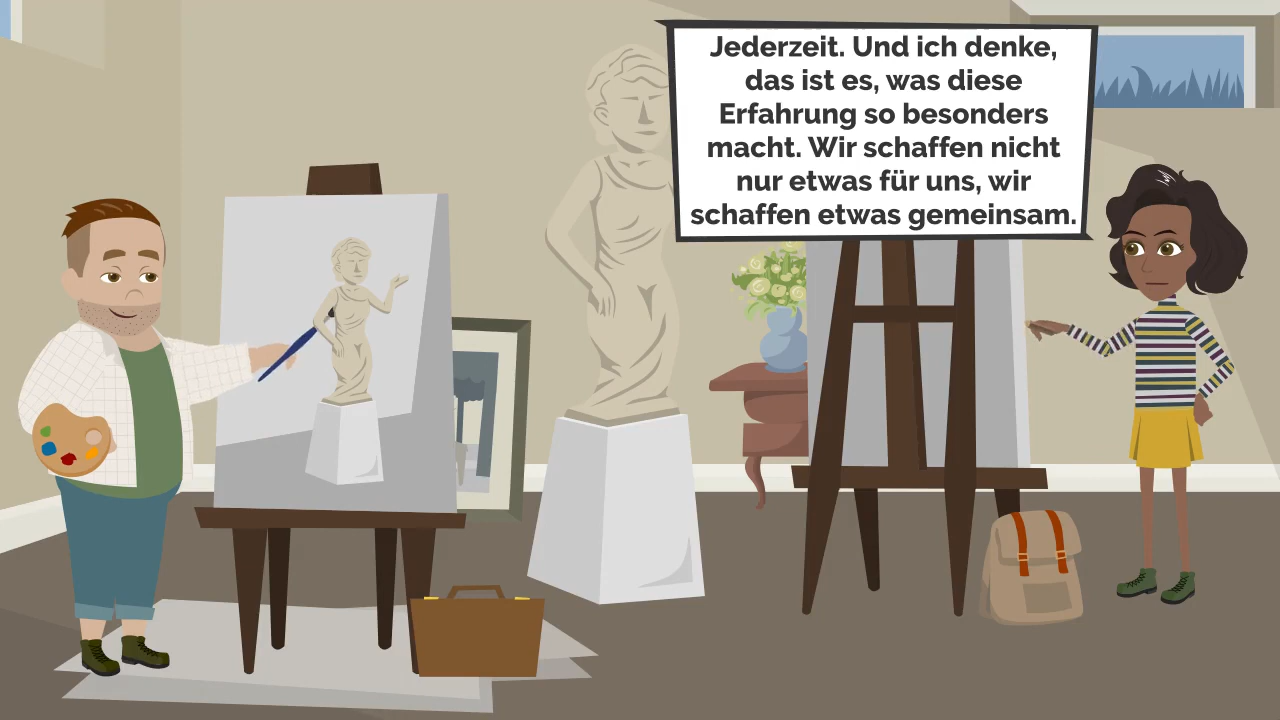 Jederzeit. Und ich denke,
das ist es, was diese
Erfahrung so besonders
macht. Wir schaffen nicht
nur etwas für uns, wir
schaffen etwas gemeinsam.